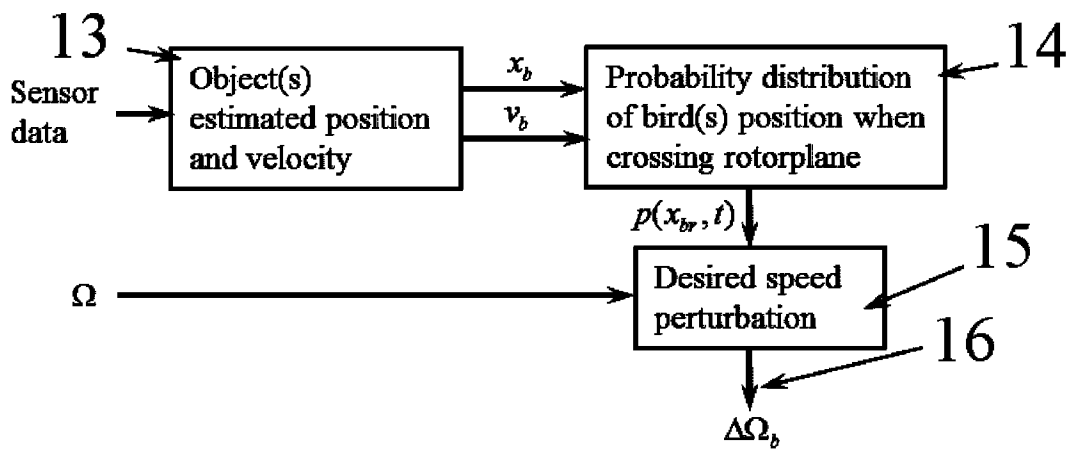 13
Sensor
data
Object(s)
estimated position
and velocity
x_b
v_b
Probability distribution
of bird(s) position when
crossing rotorplane
14
p(x_br, t)
Ω
Desired speed
perturbation
15
16
ΔΩ_b